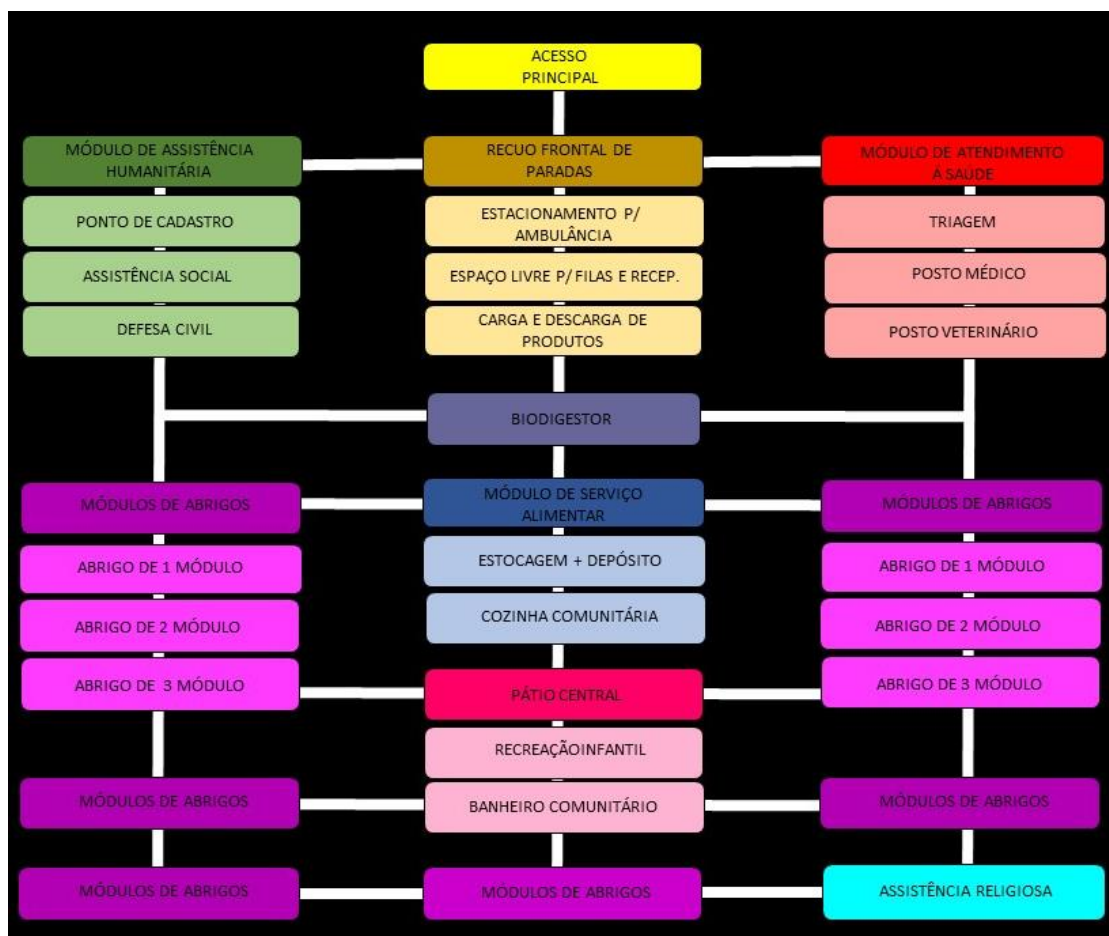 ACESSO
PRINCIPAL
MÓDULO DE ASSISTÊNCIA
HUMANITÁRIA
RECUO FRONTAL DE
PARADAS
MÓDULO DE ATENDIMENTO
Á SAÚDE
PONTO DE CADASTRO
ESTACIONAMENTO P/
AMBULÂNCIA
TRIAGEM
ASSISTÊNCIA SOCIAL
ESPAÇO LIVRE P/ FILAS E RECEP.
POSTO MÉDICO
DEFESA CIVIL
CARGA E DESCARGA DE
PRODUTOS
POSTO VETERINÁRIO
BIODIGESTOR
MÓDULOS DE ABRIGOS
MÓDULO DE SERVIÇO
ALIMENTAR
MÓDULOS DE ABRIGOS
ABRIGO DE 1 MÓDULO
ESTOCAGEM + DEPÓSITO
ABRIGO DE 1 MÓDULO
ABRIGO DE 2 MÓDULO
COZINHA COMUNITÁRIA
ABRIGO DE 2 MÓDULO
ABRIGO DE 3 MÓDULO
PÁTIO CENTRAL
ABRIGO DE 3 MÓDULO
RECREAÇÃOINFANTIL
MÓDULOS DE ABRIGOS
BANHEIRO COMUNITÁRIO
MÓDULOS DE ABRIGOS
MÓDULOS DE ABRIGOS
MÓDULOS DE ABRIGOS
ASSISTÊNCIA RELIGIOSA